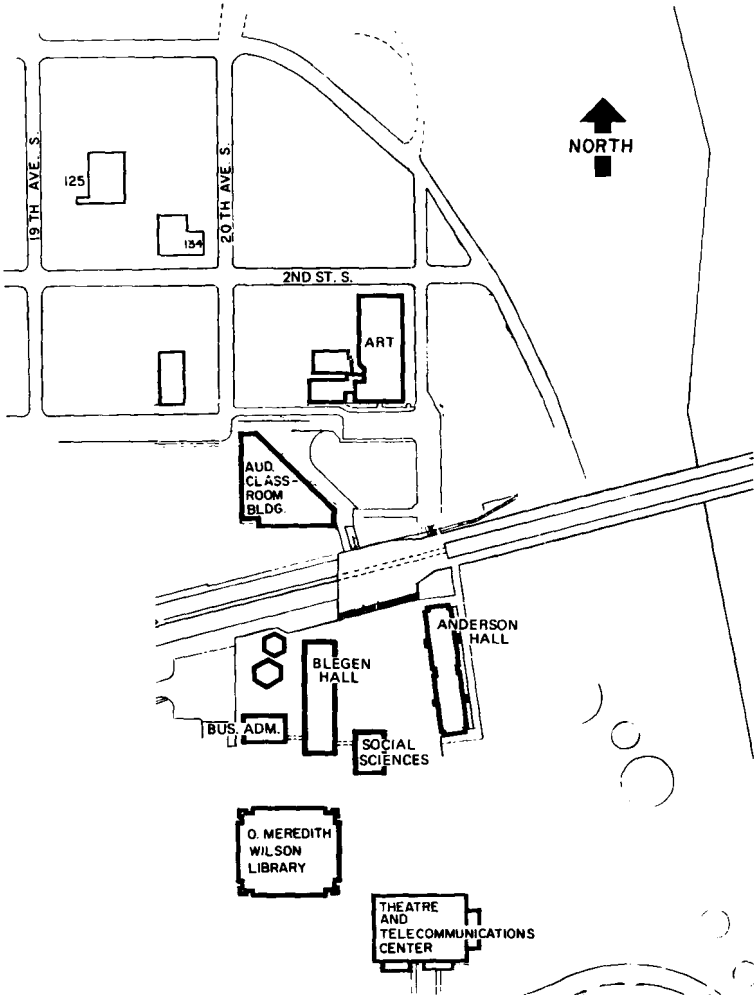 NORTH
19TH AVE. S.
125
134
20TH AVE. S.
2ND ST. S.
ART
AUD.
CLASS-
ROOM
BLDG.
ANDERSON
HALL
BLEGEN
HALL
BUS. ADM.
SOCIAL
SCIENCES
O. MEREDITH
WILSON
LIBRARY
THEATRE
AND
TELECOMMUNICATIONS
CENTER